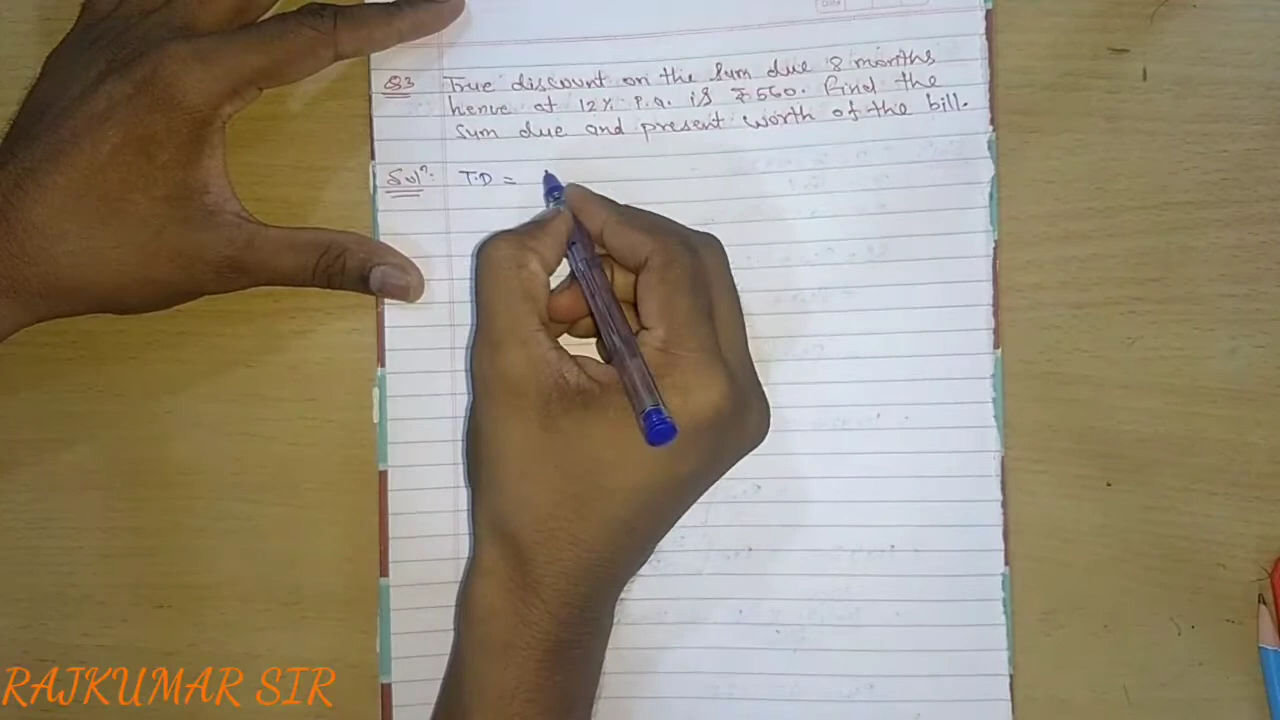 Date
Q3 True discount on the sum due 8 months
hence at 12% P.a. is ₹560. Find the
sum due and present worth of the bill.
Solⁿ: T.D =
RAJKUMAR SIR